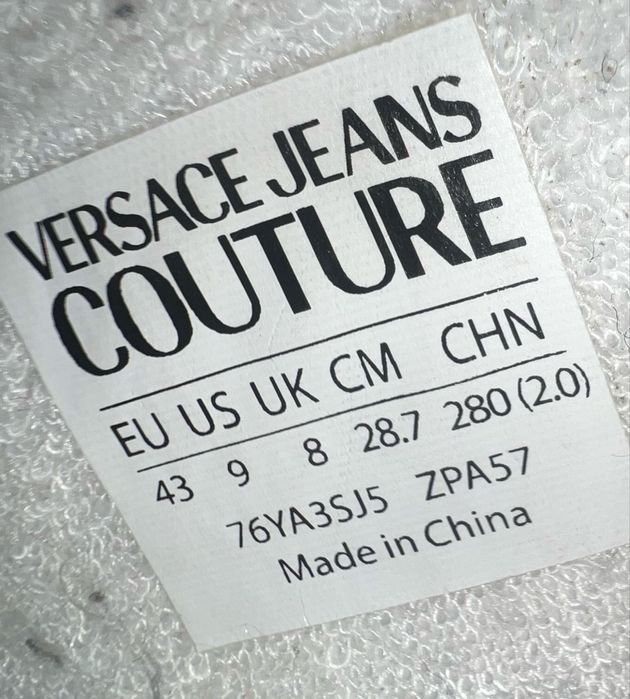 VERSACE JEANS
COUTURE
EU US UK CM CHN
43 9 8 28.7 280(2.0)
76YA3SJ5 ZPA57
Made in China